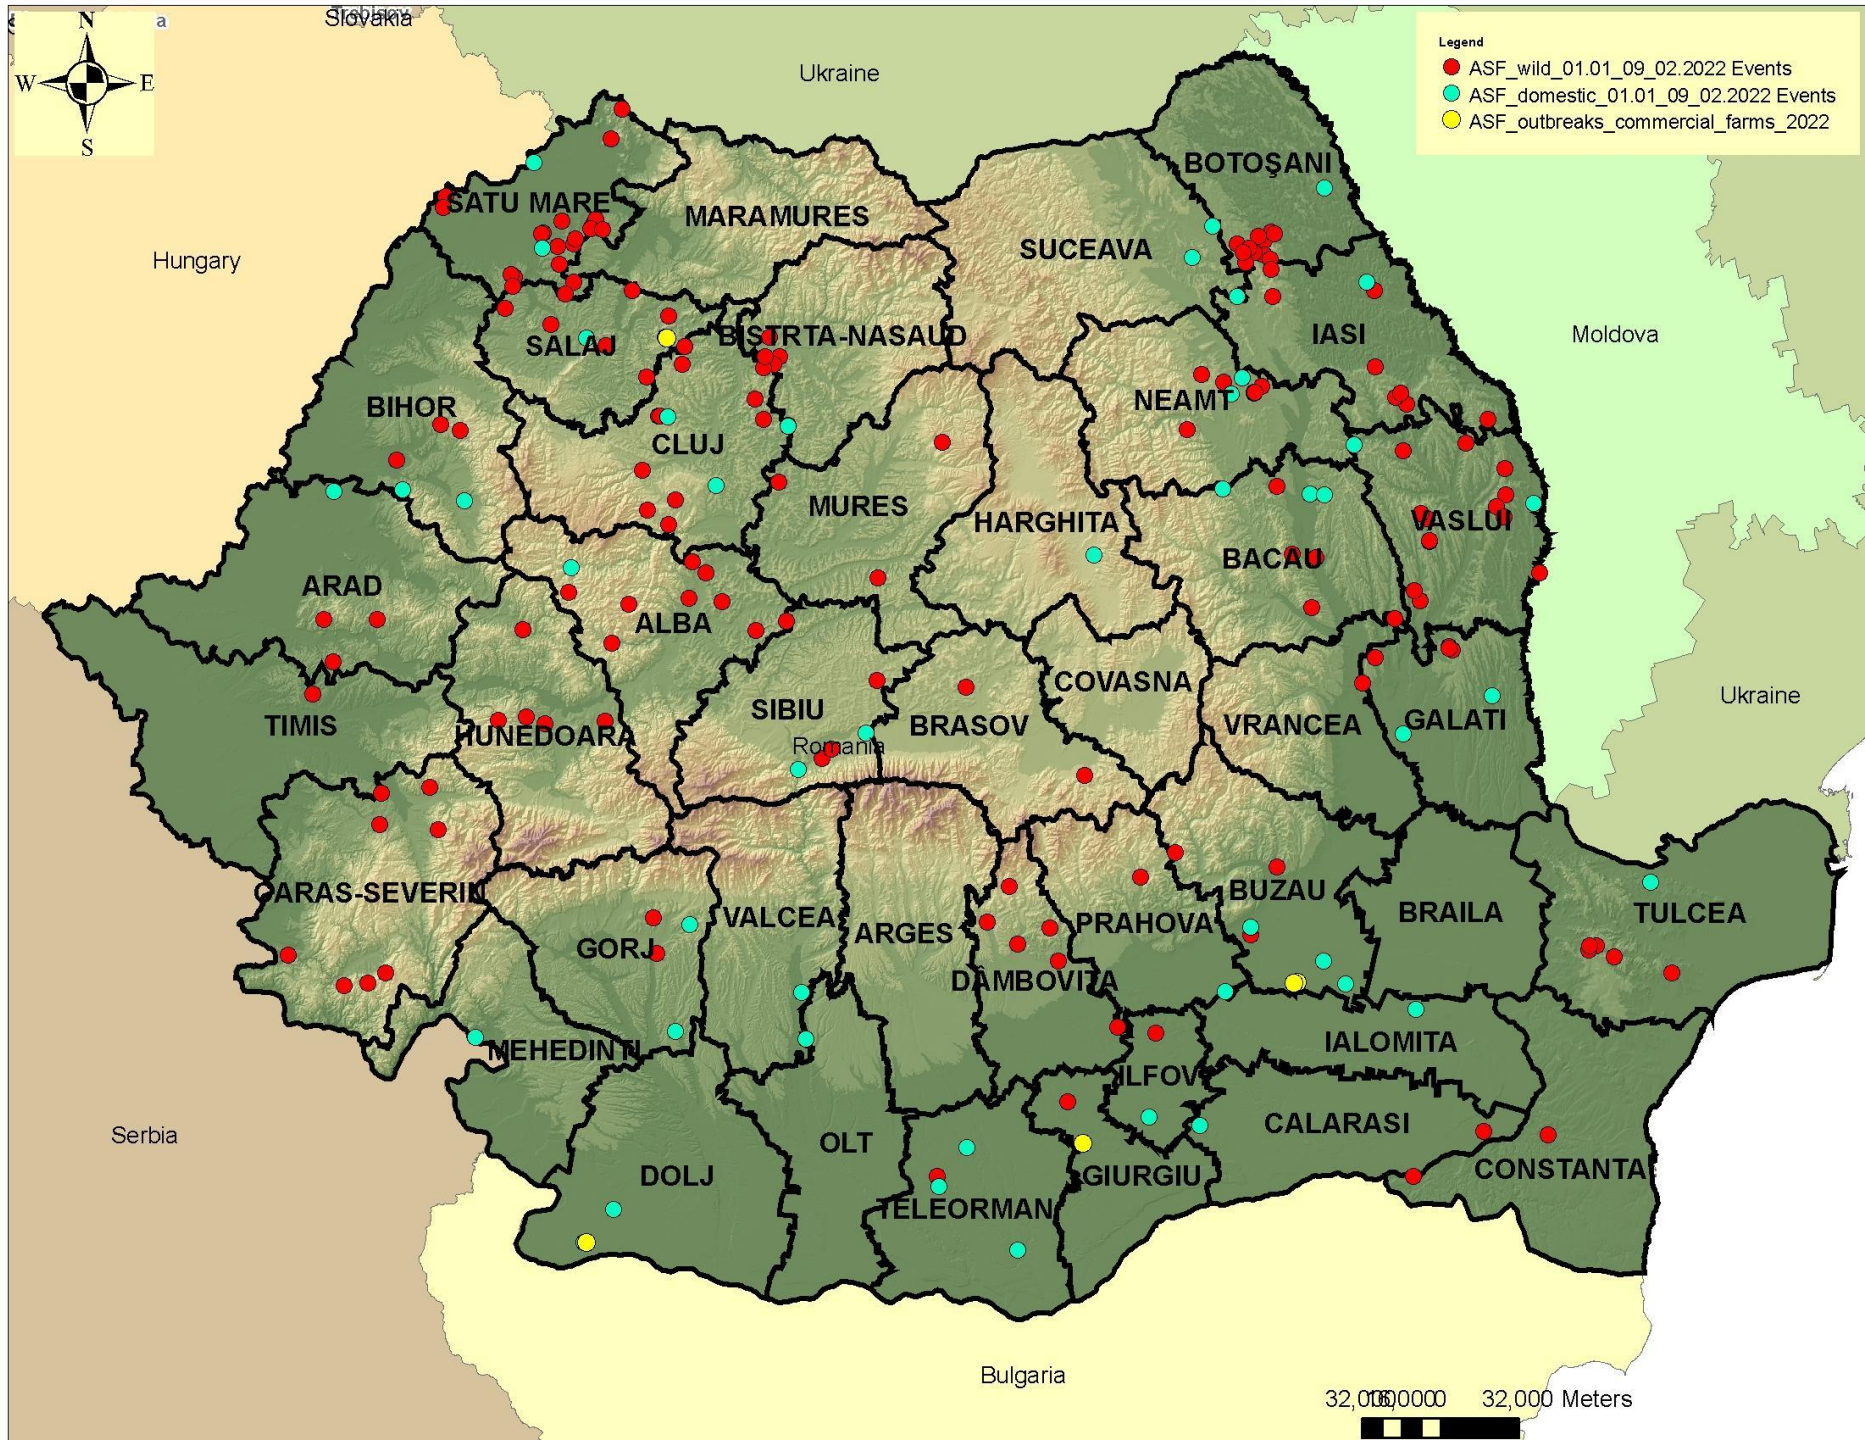 Slovakia
N
W
E
S
Ukraine
Legend
ASF_wild_01.01_09_02.2022 Events
ASF_domestic_01.01_09_02.2022 Events
ASF_outbreaks_commercial_farms_2022
BOTOŞANI
SATU MARE
MARAMURES
SUCEAVA
Hungary
IASI
Moldova
BISTRTA-NASAUD
SALAJ
BIHOR
NEAMT
CLUJ
MURES
HARGHITA
VASLUI
BACAU
ARAD
ALBA
COVASNA
Ukraine
SIBIU
BRASOV
VRANCEA
GALATI
TIMIS
HUNEDOARA
Romania
CARAS-SEVERIN
BUZAU
BRAILA
TULCEA
VALCEA
ARGES
PRAHOVA
GORJ
DÂMBOVITA
IALOMITA
MEHEDINTI
ILFOV
CALARASI
Serbia
OLT
DOLJ
GIURGIU
CONSTANTA
TELEORMAN
Bulgaria
32,000 Meters